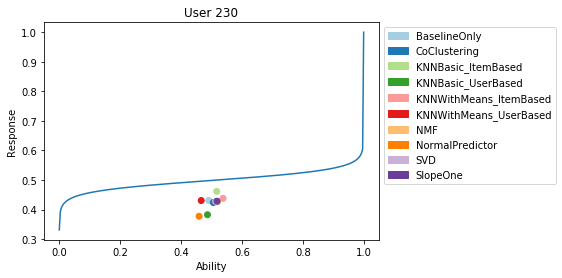 User 230
Response
1.0
0.9
0.8
0.7
0.6
0.5
0.4
0.3
0.0
0.2
0.4
0.6
0.8
1.0
Ability
BaselineOnly
CoClustering
KNNBasic_ItemBased
KNNBasic_UserBased
KNNWithMeans_ItemBased
KNNWithMeans_UserBased
NMF
NormalPredictor
SVD
SlopeOne